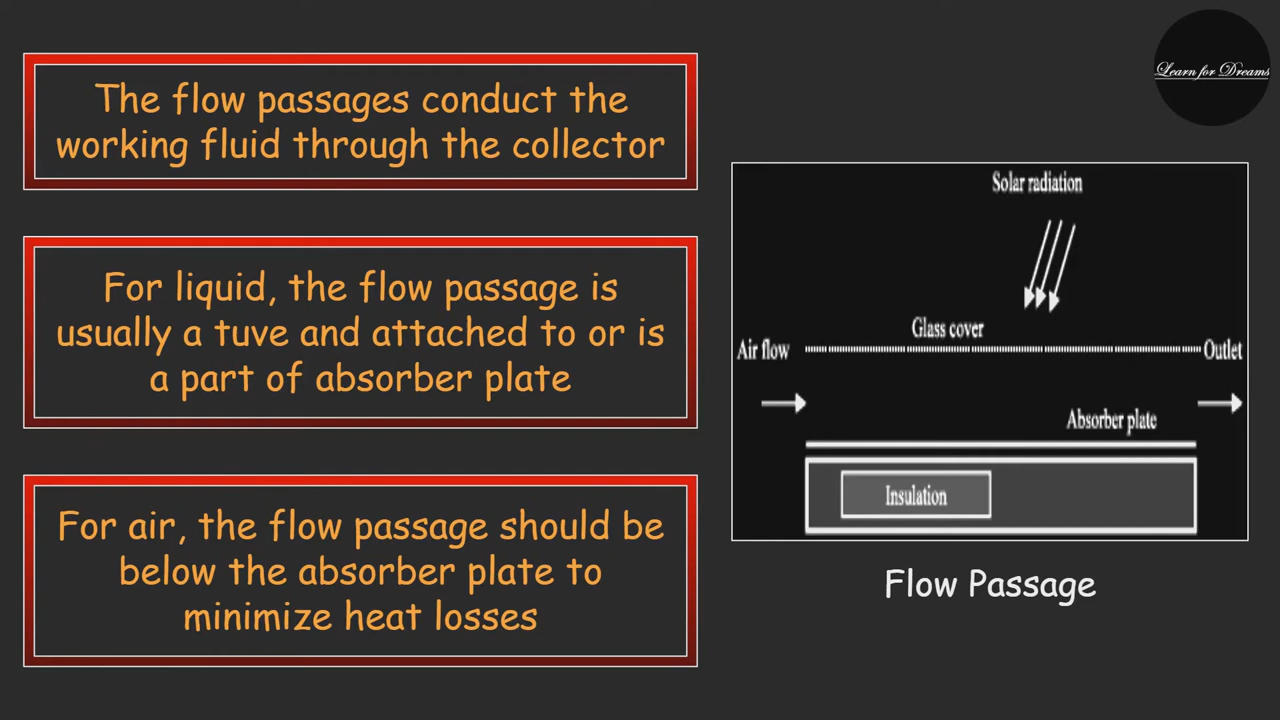 The flow passages conduct the
working fluid through the collector
For liquid, the flow passage is
usually a tuve and attached to or is
a part of absorber plate
For air, the flow passage should be
below the absorber plate to
minimize heat losses
Learn for Dreams
Solar radiation
Glass cover
Air flow
Outlet
Absorber plate
Insulation
Flow Passage